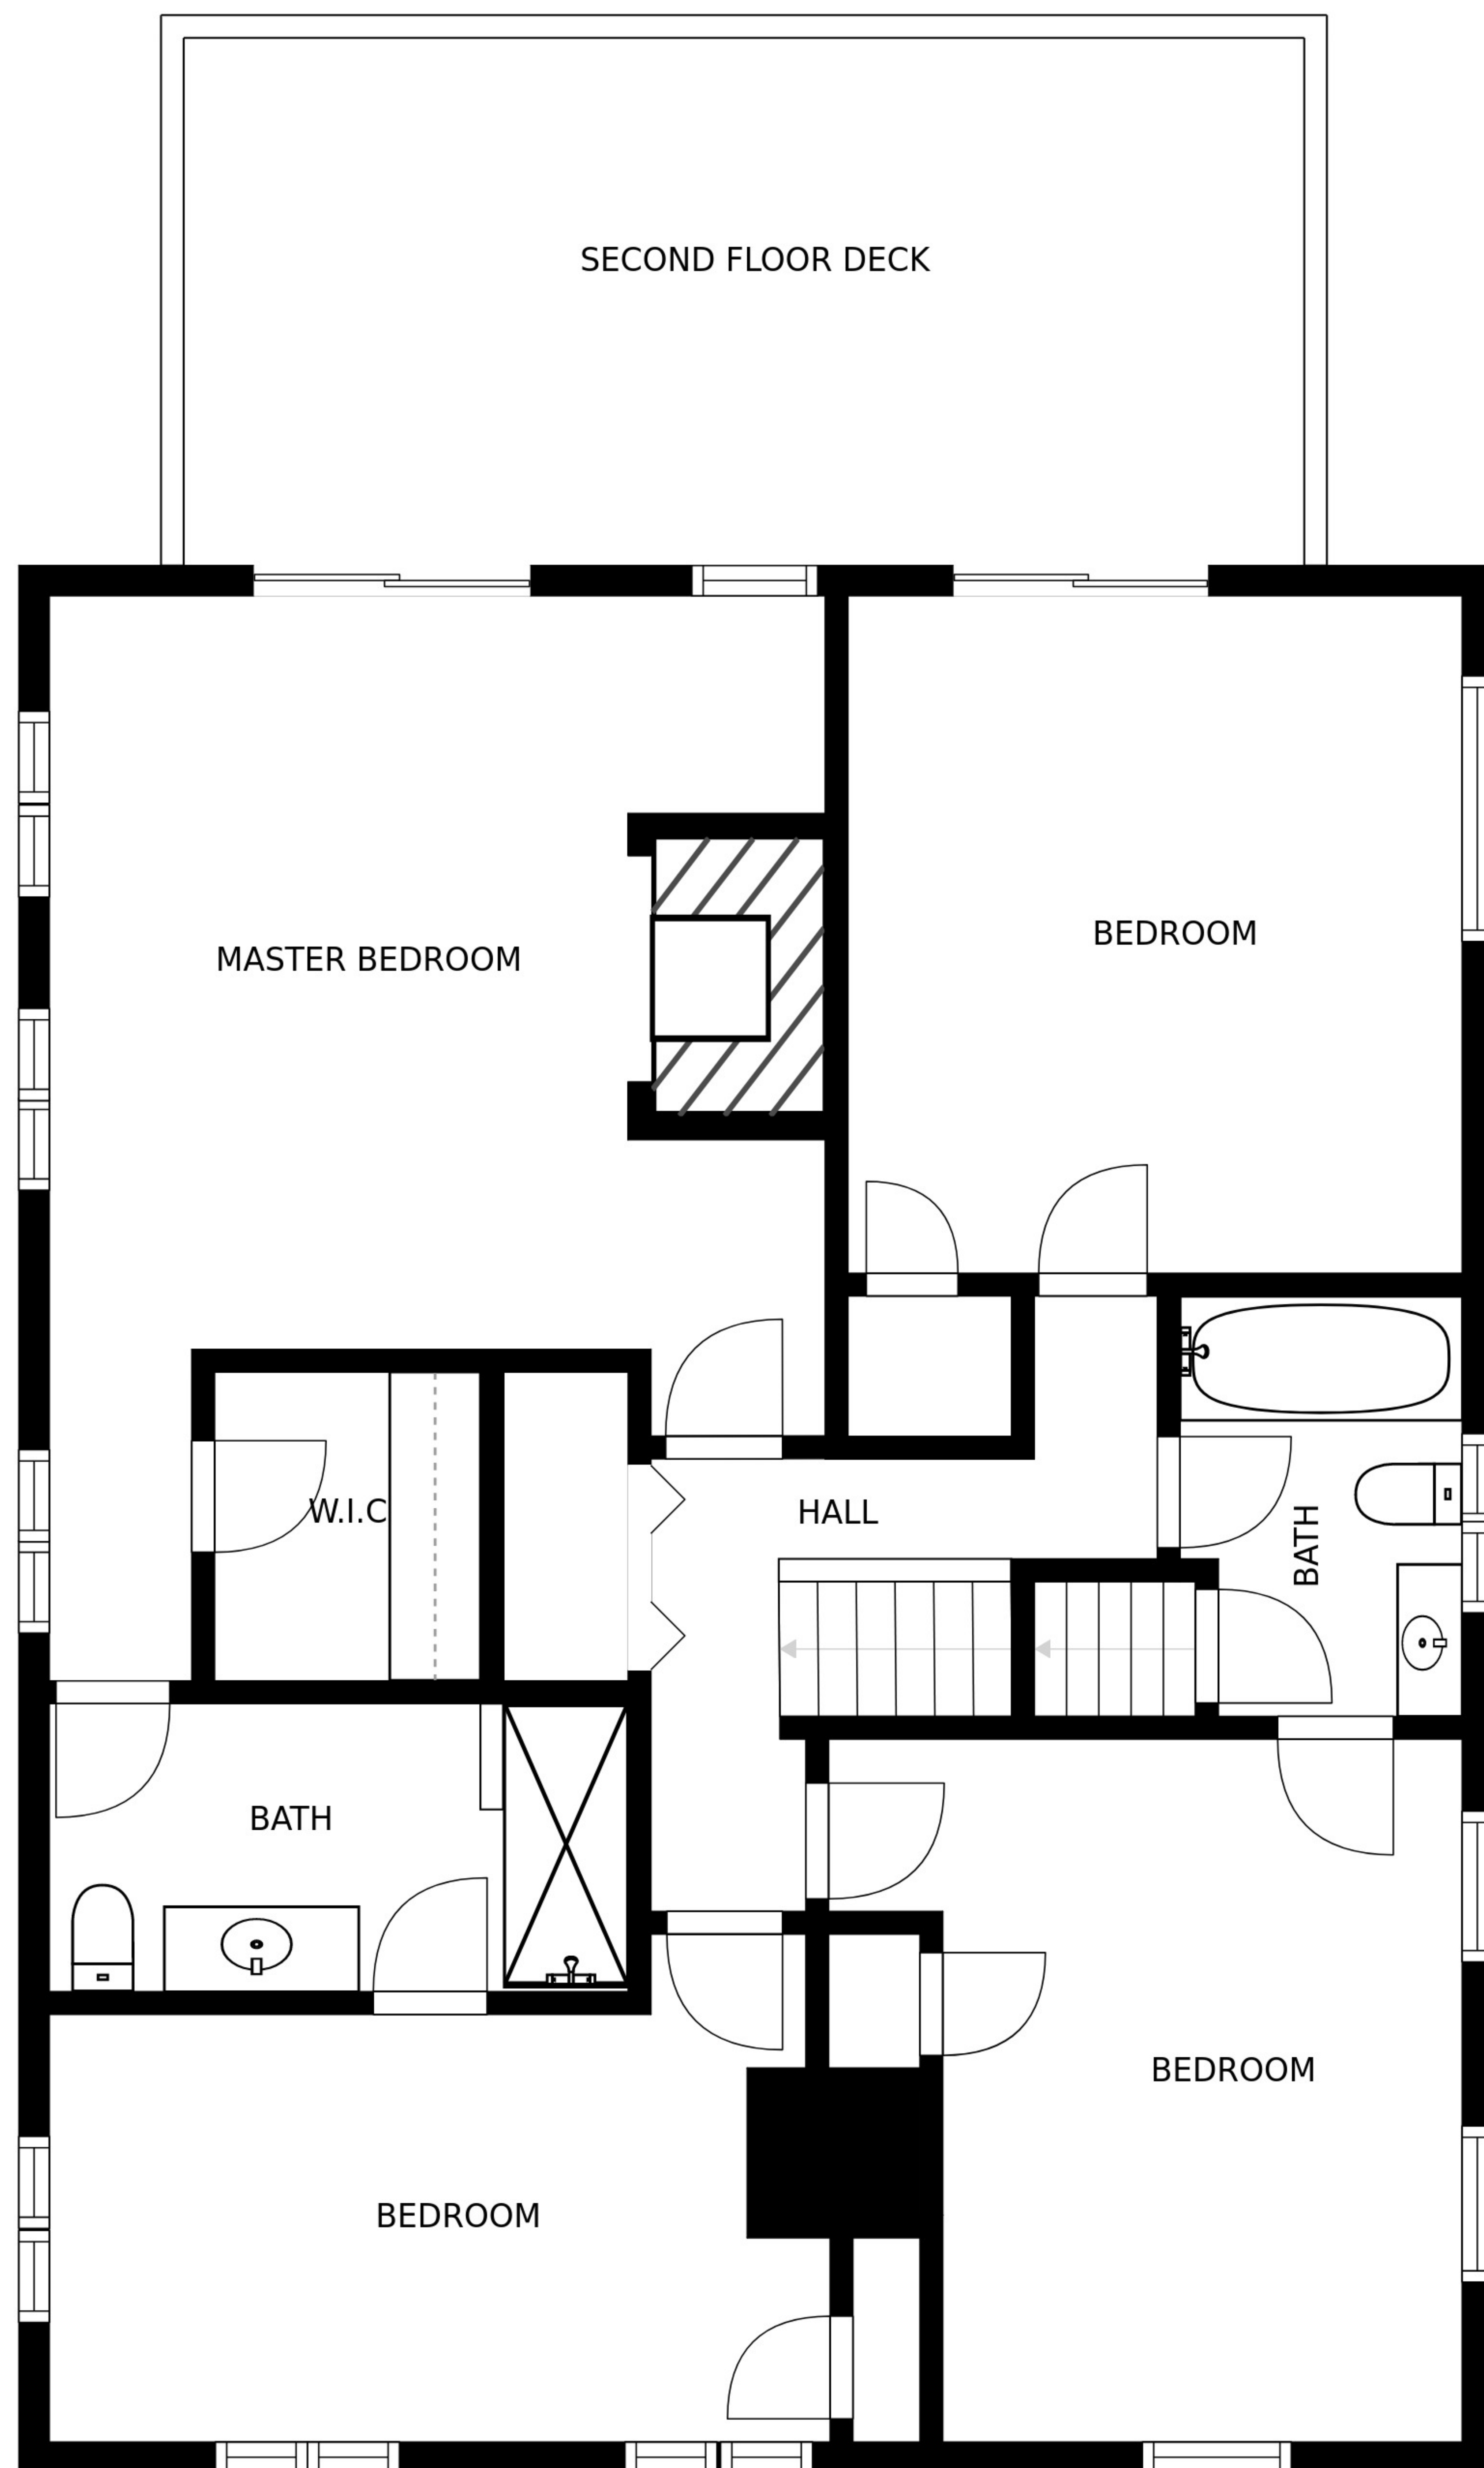 SECOND FLOOR DECK
BEDROOM
MASTER BEDROOM
W.I.C
HALL
BATH
BATH
BEDROOM
BEDROOM